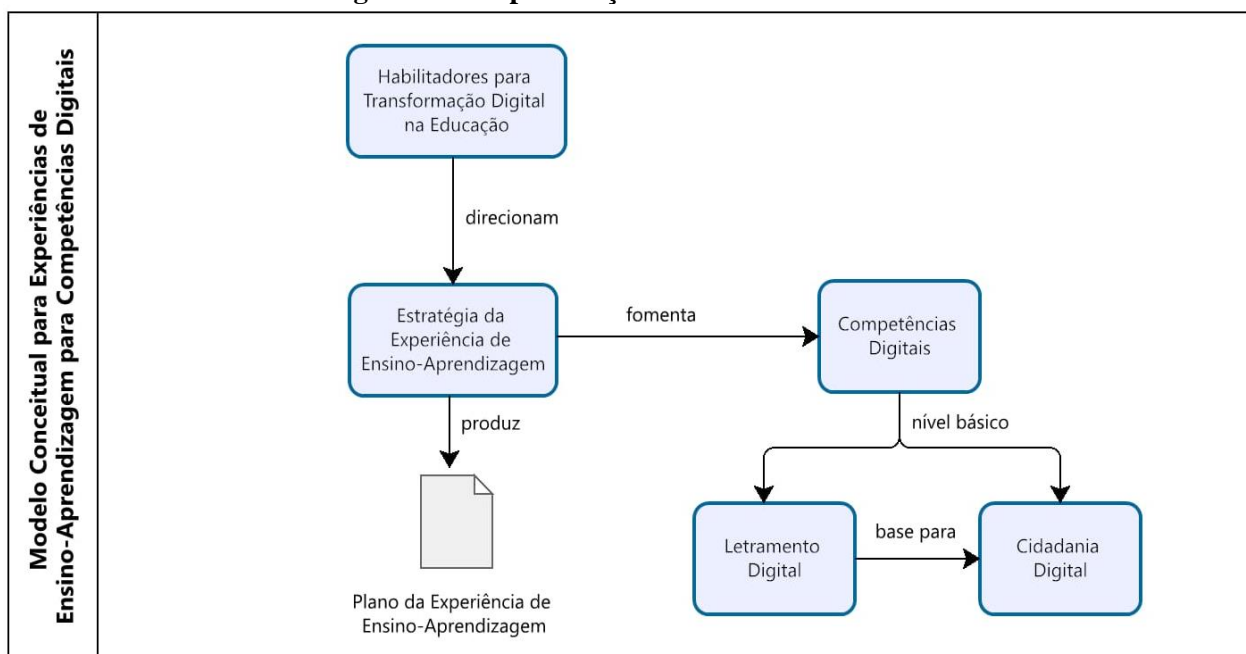 Modelo Conceitual para Experiências de
Ensino-Aprendizagem para Competências Digitais
Habilitadores para
Transformação Digital
na Educação
direcionam
Estratégia da
Experiência de
Ensino-Aprendizagem
fomenta
Competências
Digitais
produz
nível básico
Letramento
Digital
base para
Cidadania
Digital
Plano da Experiência de
Ensino-Aprendizagem